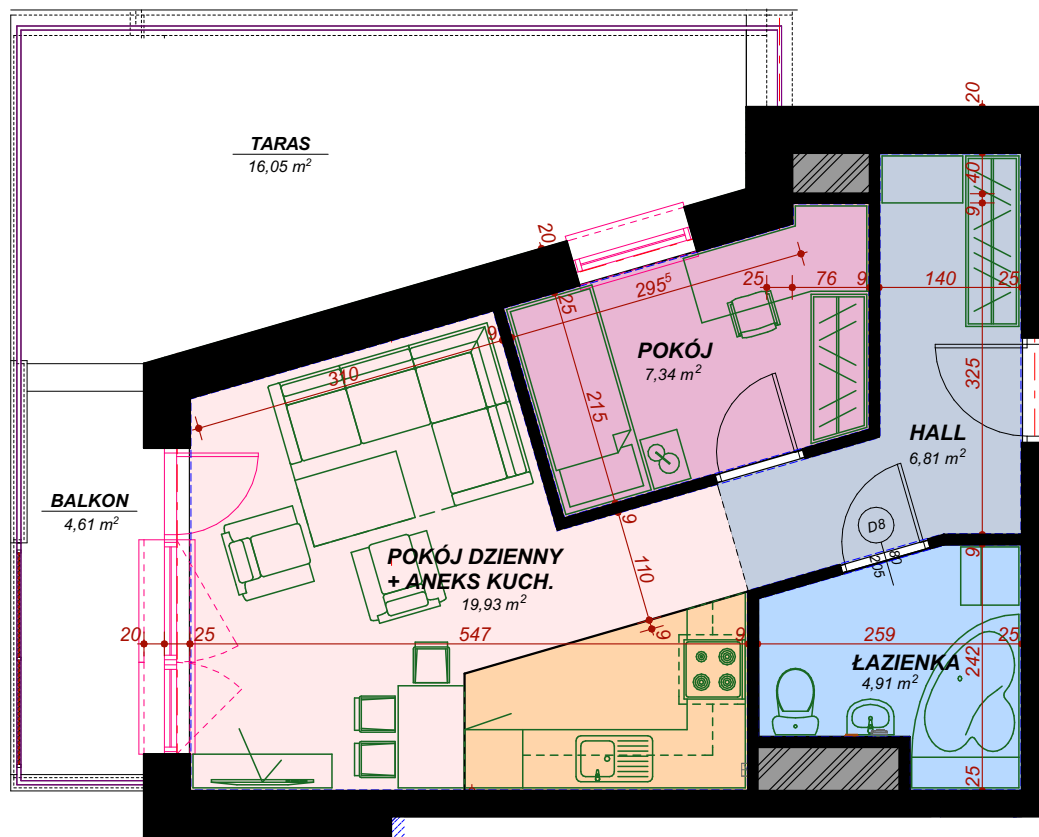 20
TARAS
16,05 m²
40
9
20
25
295⁵
25
76
9
140
25
POKÓJ
7,34 m²
9
310
215
325
HALL
6,81 m²
BALKON
4,61 m²
9
D8
80
205
POKÓJ DZIENNY
+ ANEKS KUCH.
19,93 m²
110
9
20
25
547
9
9
259
25
ŁAZIENKA
4,91 m²
242
25